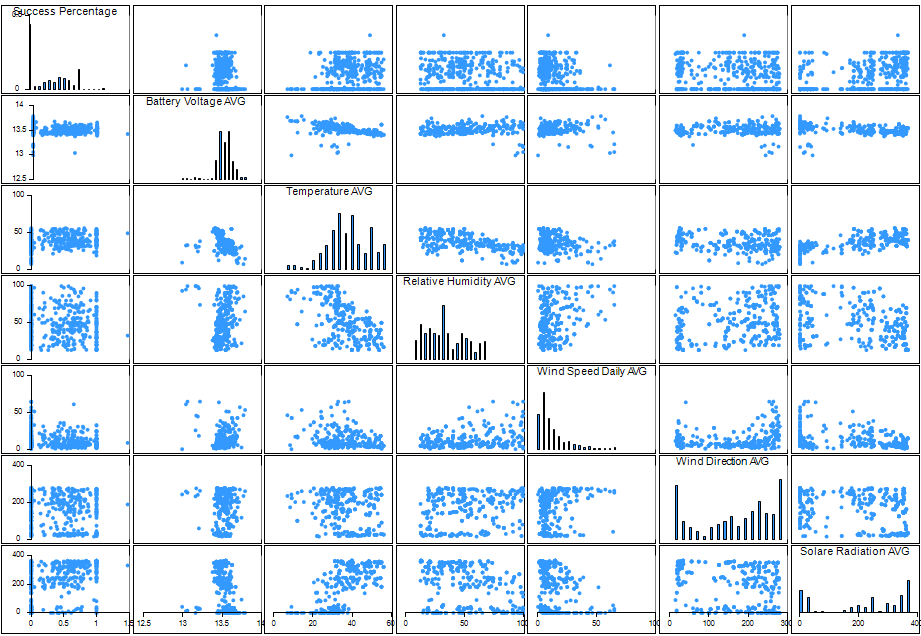 Success Percentage
0.5
0
Battery Voltage AVG
14
13.5
13
12.5
Temperature AVG
100
50
0
Relative Humidity AVG
100
50
0
Wind Speed Daily AVG
100
50
0
Wind Direction AVG
400
200
0
Solare Radiation AVG
400
200
0
0 0.5 1 1.5 12.5 13 13.5 14 0 20 40 60 0 50 100 0 50 100 0 100 200 300 0 200 400